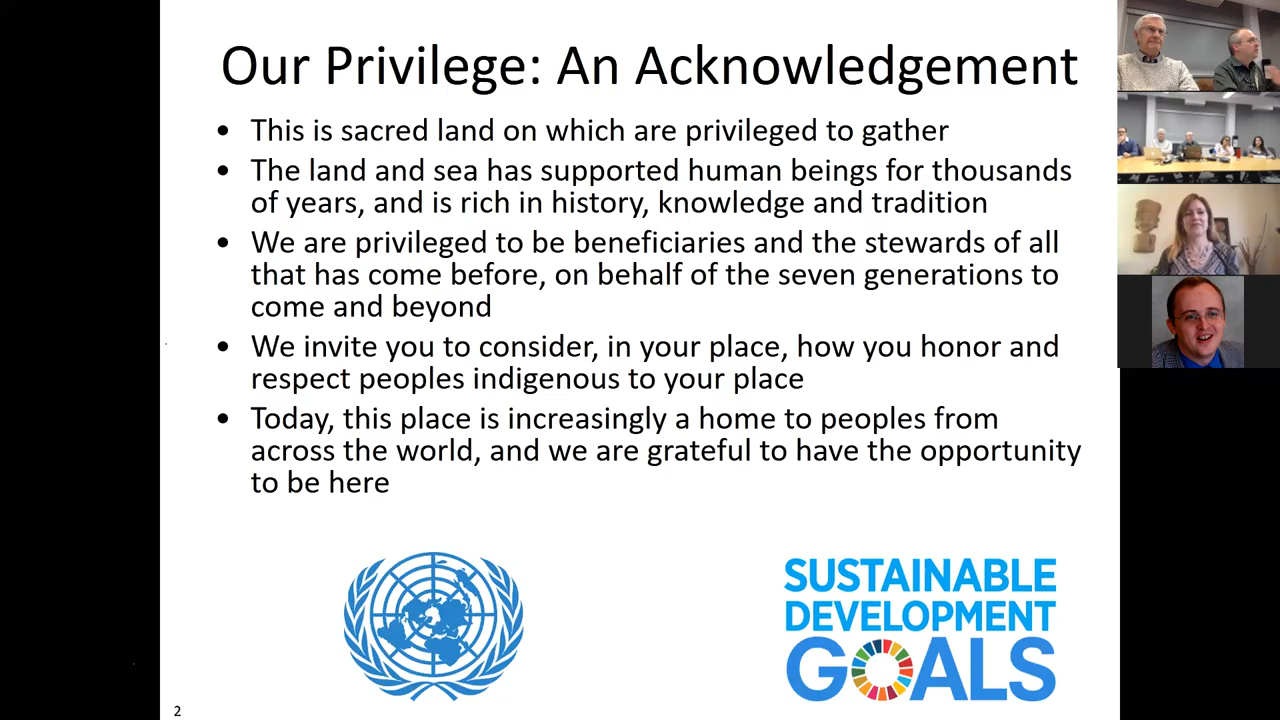 Our Privilege: An Acknowledgement
• This is sacred land on which are privileged to gather
• The land and sea has supported human beings for thousands
of years, and is rich in history, knowledge and tradition
• We are privileged to be beneficiaries and the stewards of all
that has come before, on behalf of the seven generations to
come and beyond
• We invite you to consider, in your place, how you honor and
respect peoples indigenous to your place
• Today, this place is increasingly a home to peoples from
across the world, and we are grateful to have the opportunity
to be here
SUSTAINABLE
DEVELOPMENT
GOALS
2